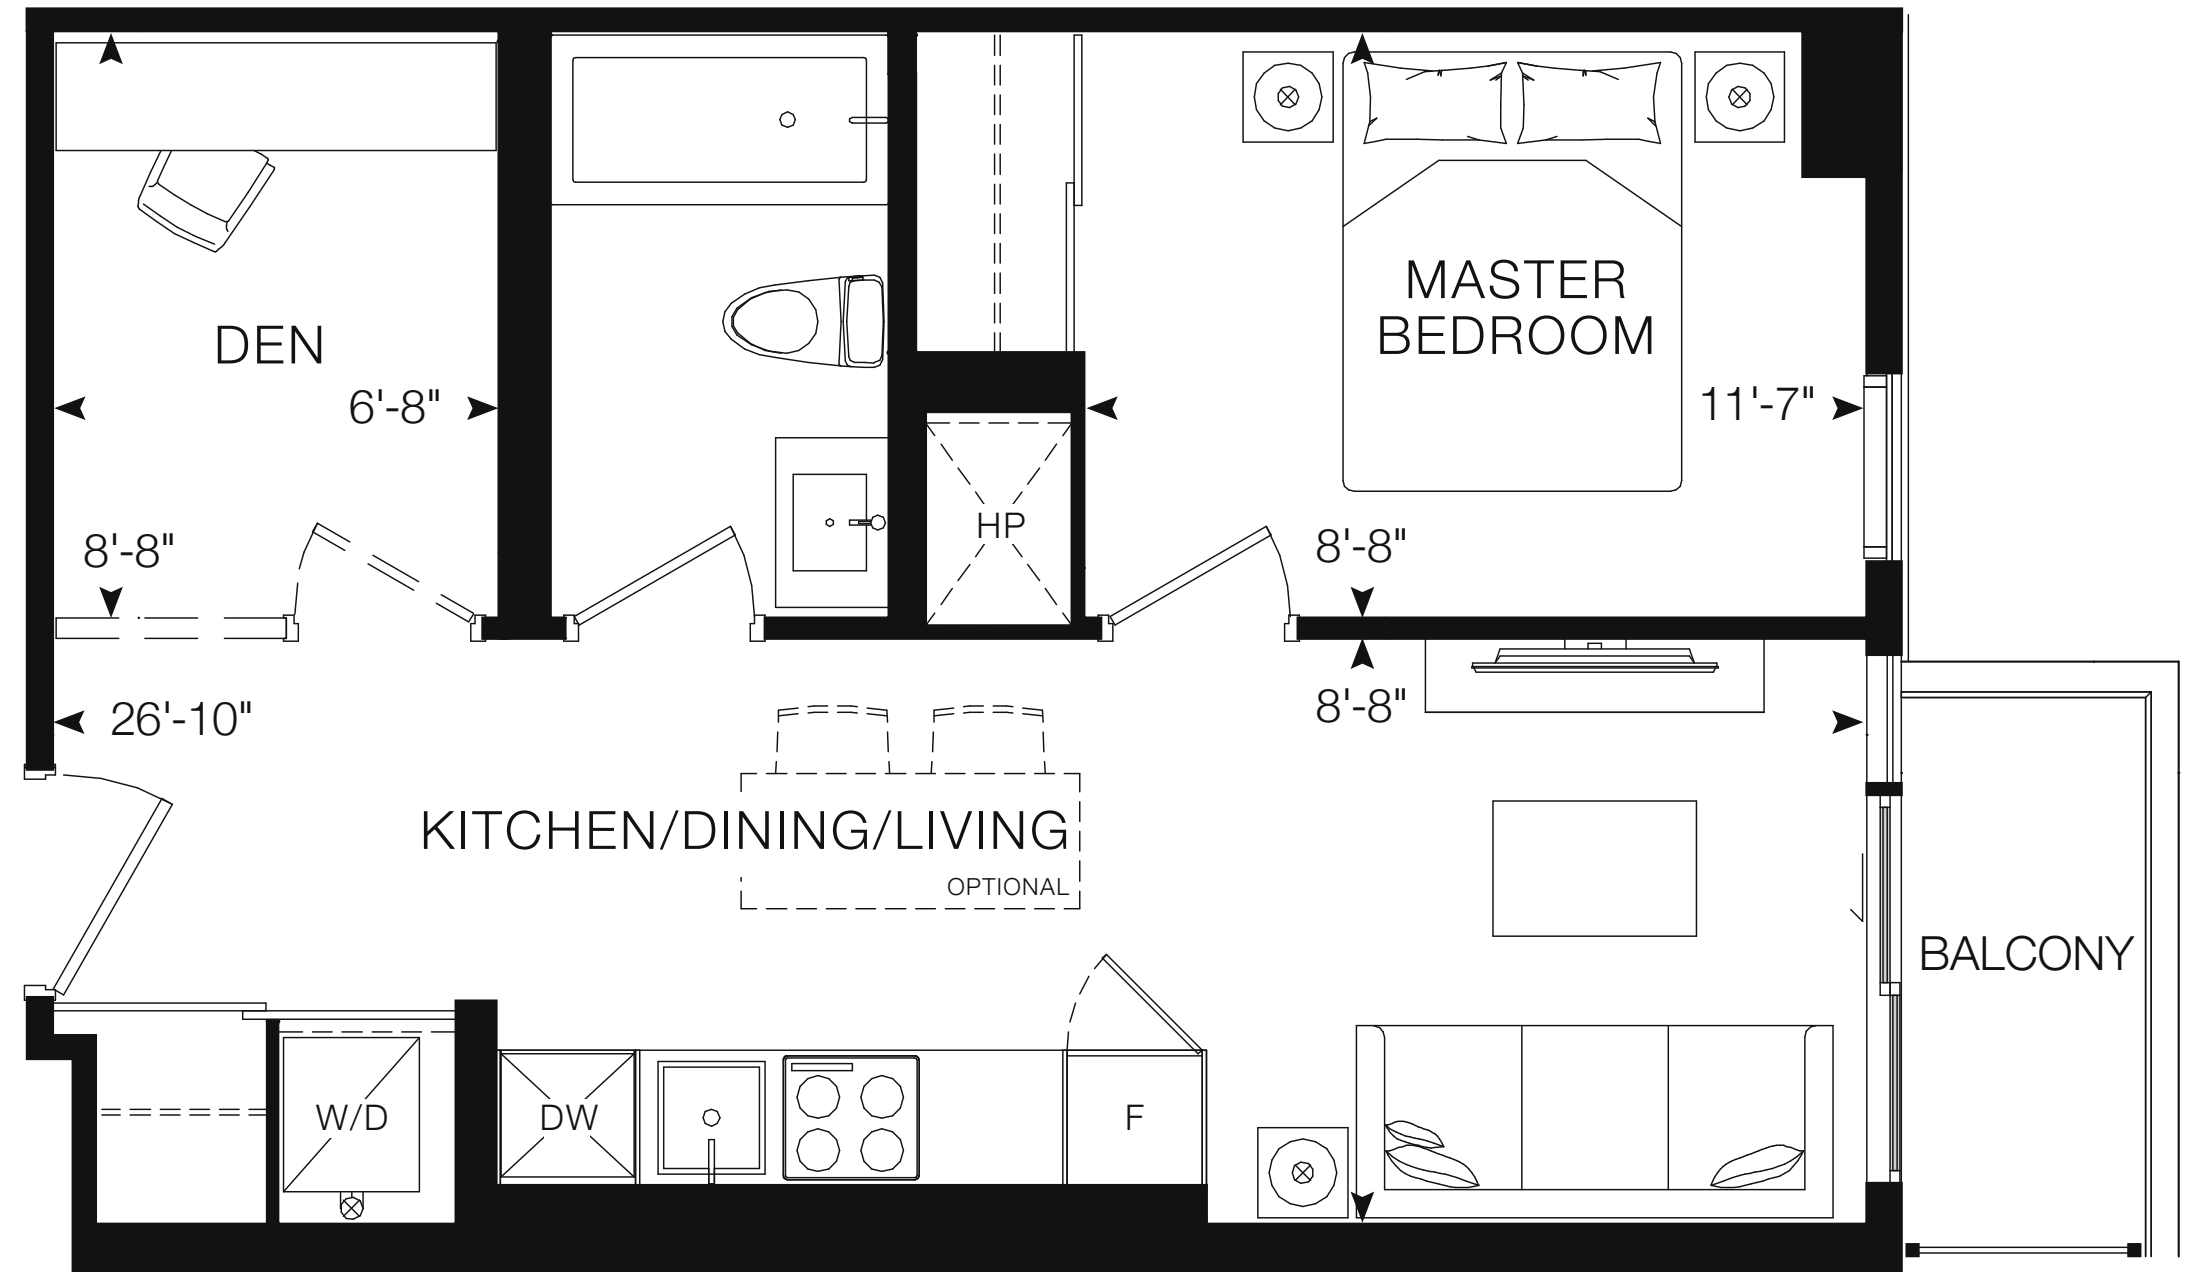 DEN
6'-8"
8'-8"
MASTER
BEDROOM
11'-7"
8'-8"
HP
26'-10"
8'-8"
KITCHEN/DINING/LIVING
OPTIONAL
BALCONY
W/D
DW
F